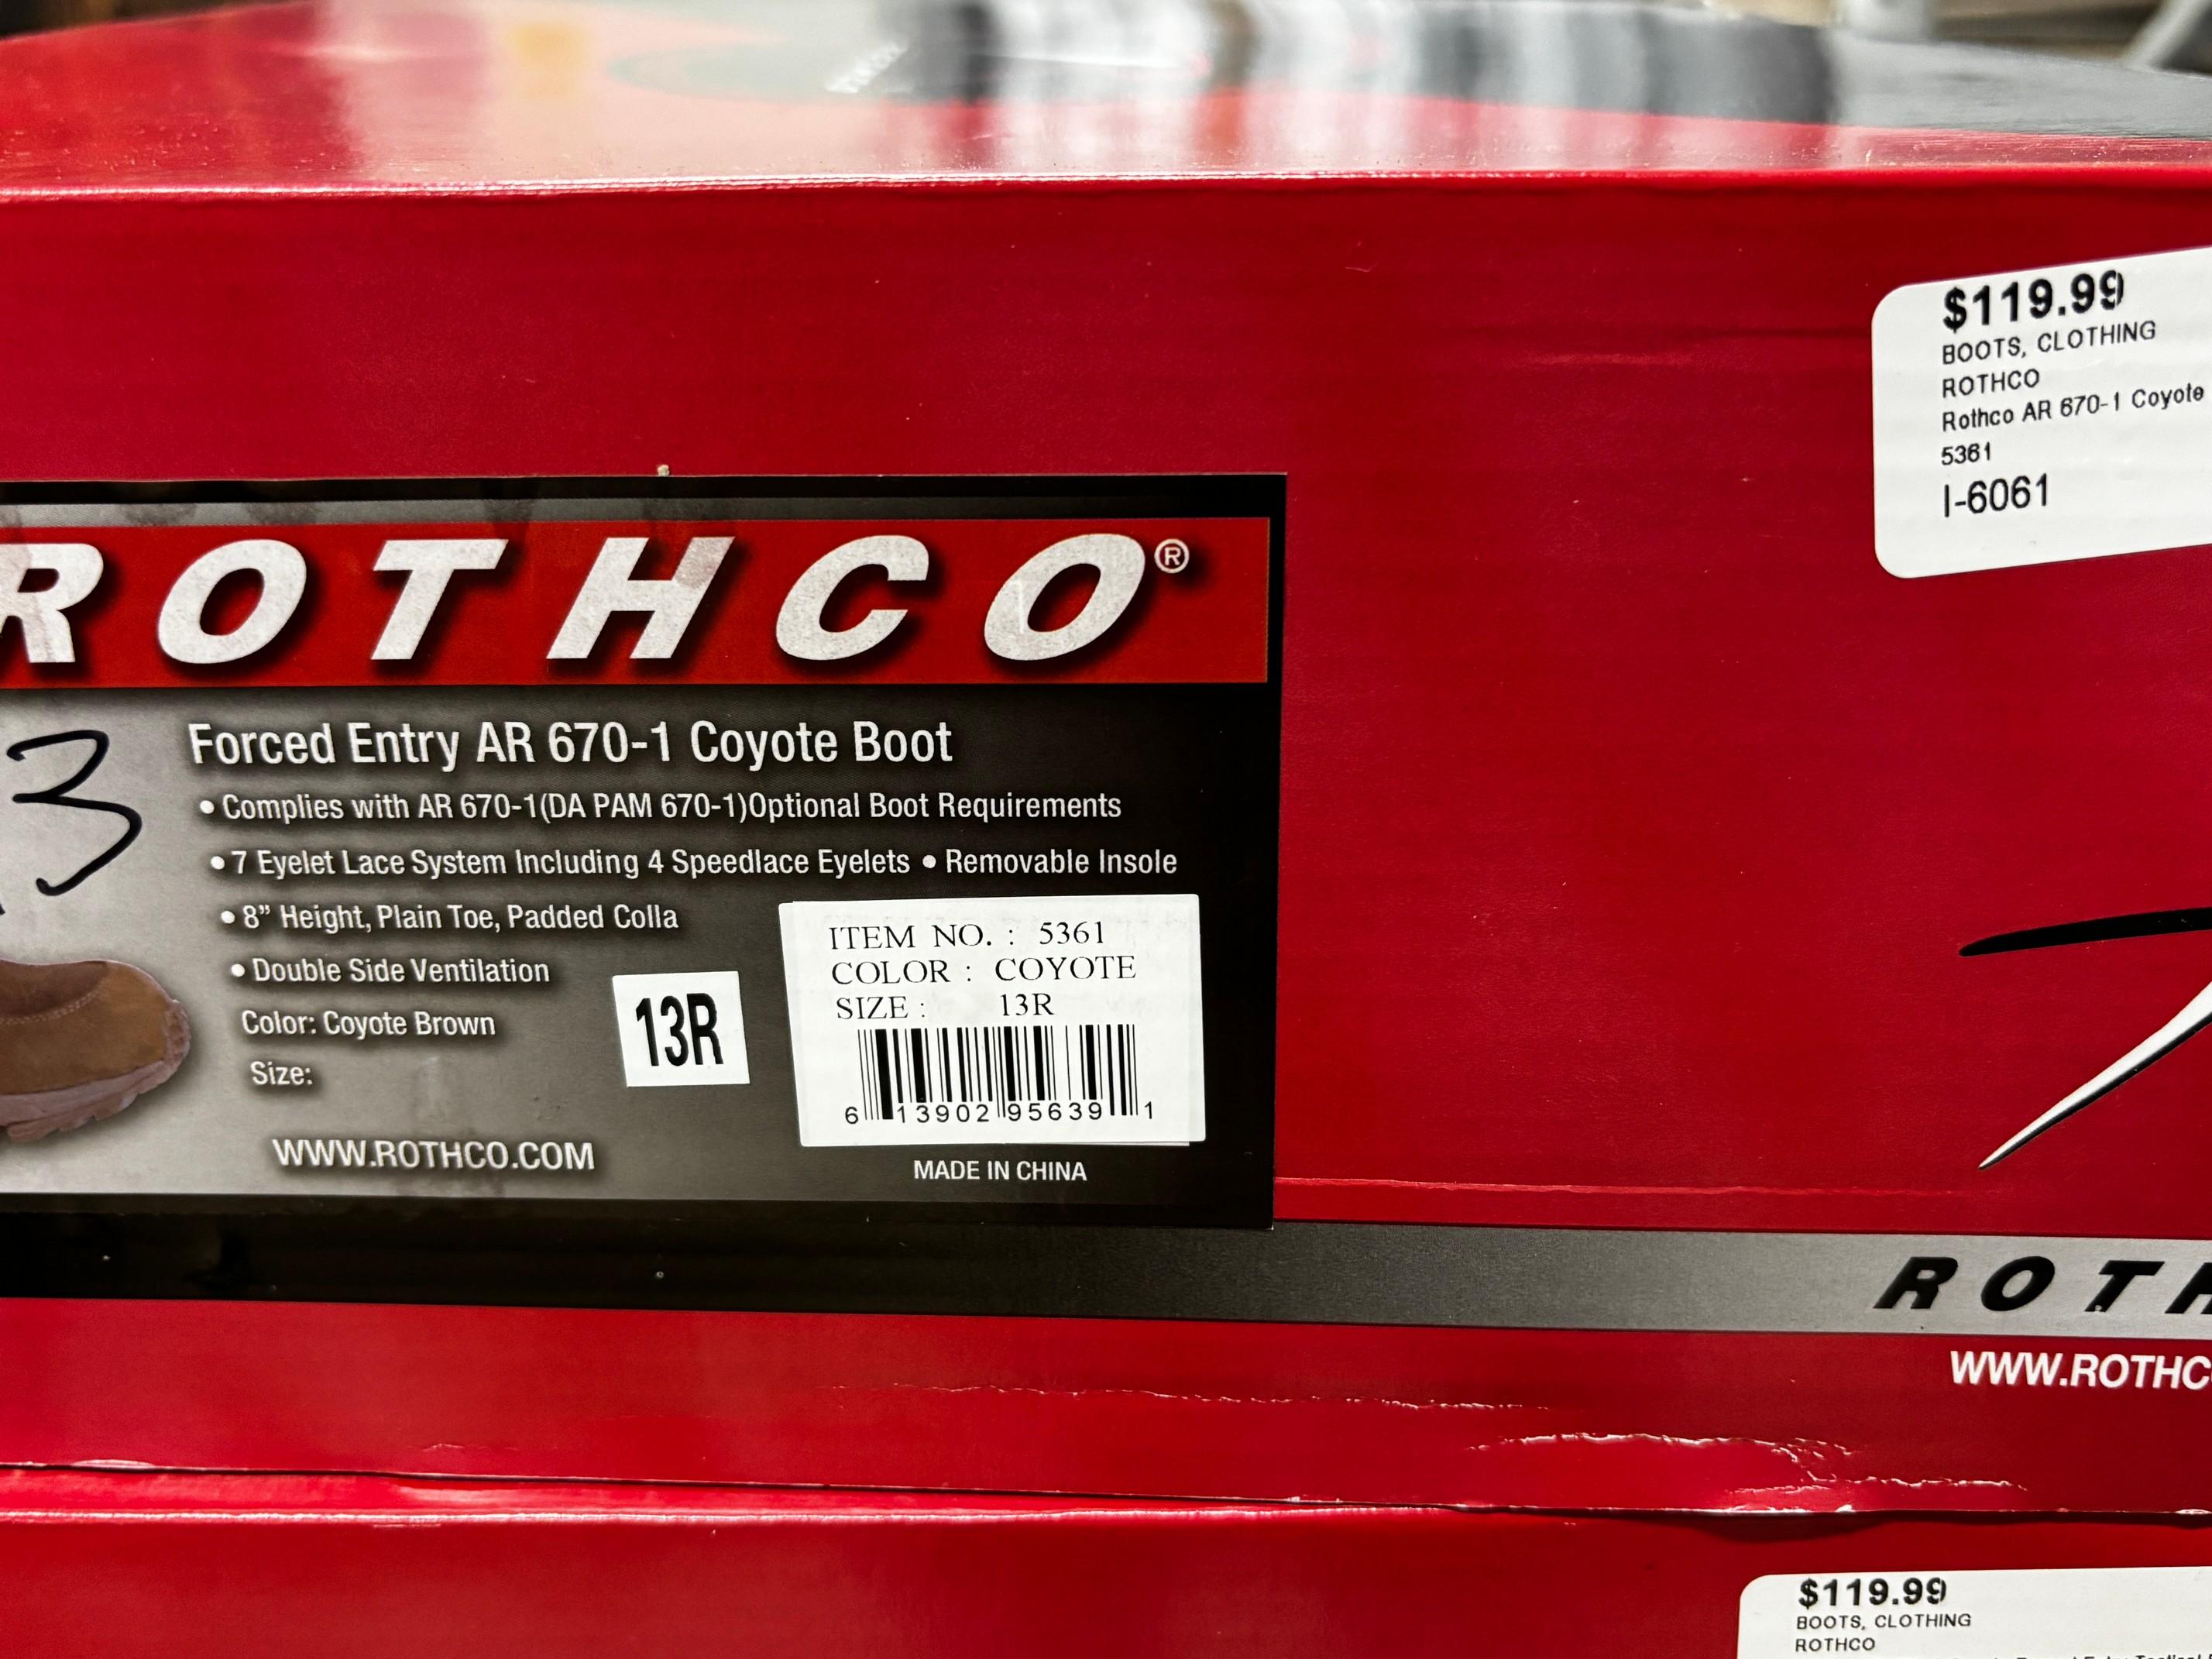 $119.99
BOOTS, CLOTHING
ROTHCO
Rothco AR 670-1 Coyote
5361
I-6061
ROTHCO®
3
Forced Entry AR 670-1 Coyote Boot
• Complies with AR 670-1(DA PAM 670-1)Optional Boot Requirements
• 7 Eyelet Lace System Including 4 Speedlace Eyelets • Removable Insole
• 8” Height, Plain Toe, Padded Colla
• Double Side Ventilation
Color: Coyote Brown
Size:
13R
ITEM NO. : 5361
COLOR : COYOTE
SIZE : 13R
6 13902 95639 1
WWW.ROTHCO.COM
MADE IN CHINA
ROTH
WWW.ROTHC
$119.99
BOOTS, CLOTHING
ROTHCO